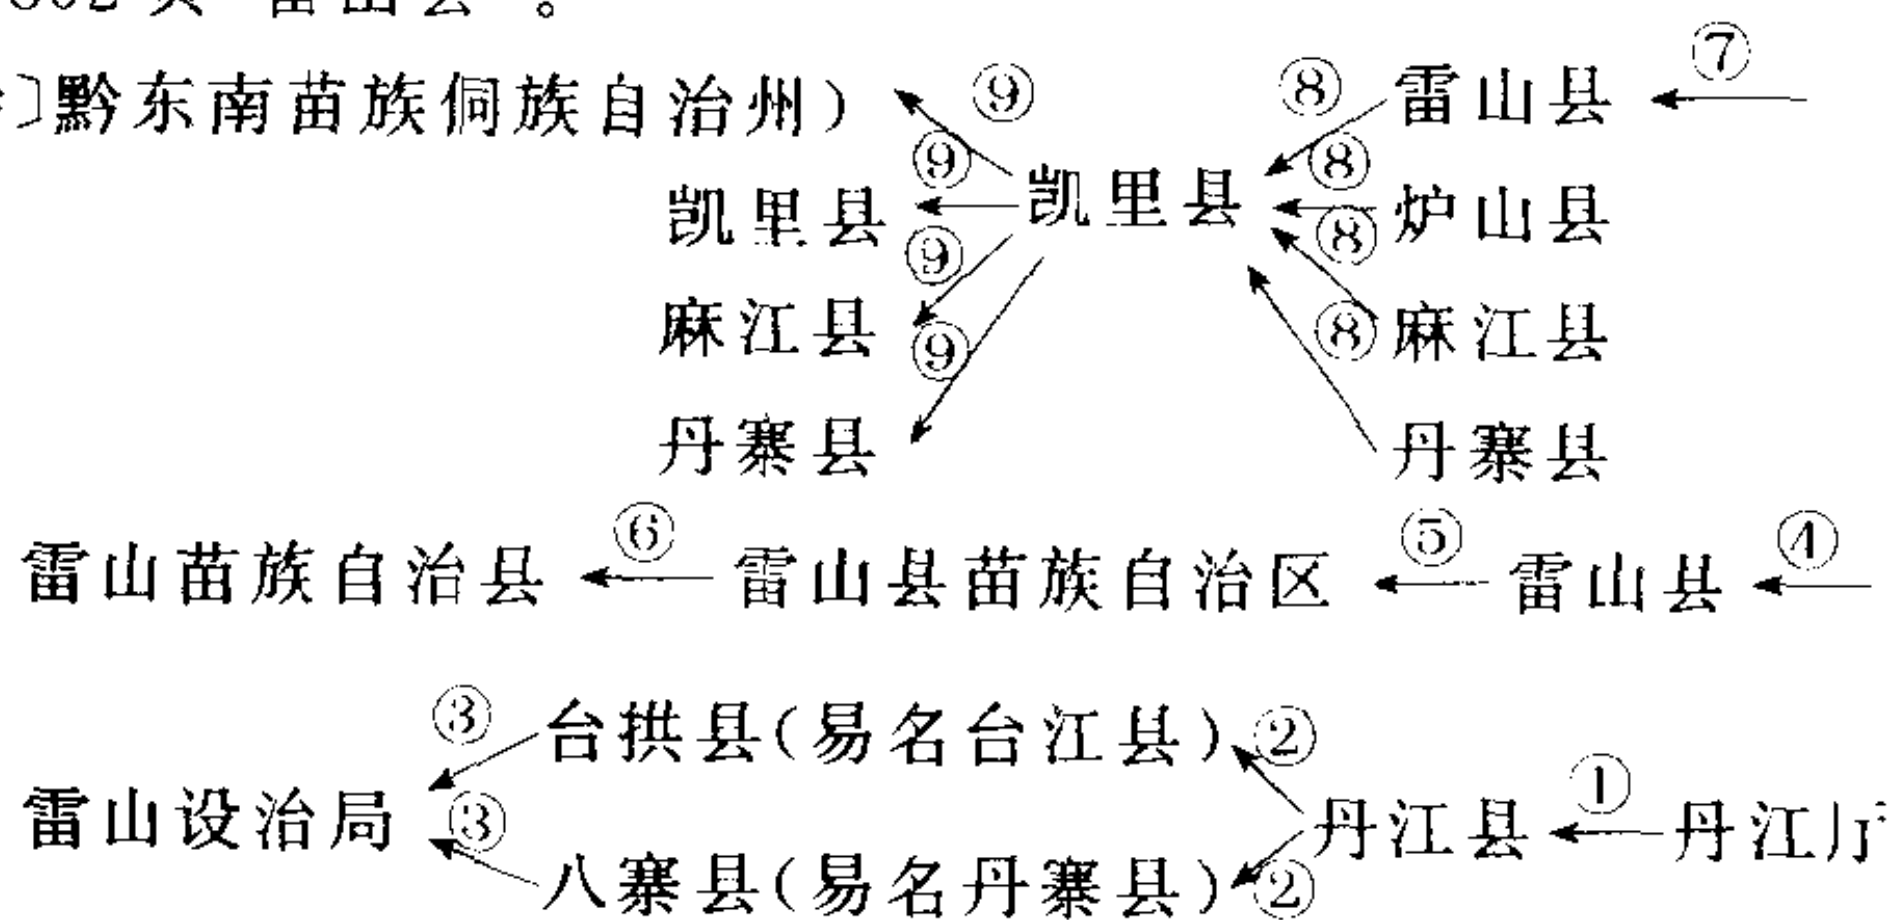 雷山县”。
〕黔东南苗族侗族自治州) ⑨ ⑧ 雷山县 ⑦
凯里县 ⑨ 凯里县 ⑧ 炉山县
麻江县 ⑨ ⑧ 麻江县
丹寨县 ⑨ ⑧ 丹寨县
雷山苗族自治县 ⑥ 雷山县苗族自治区 ⑤ 雷山县 ④
③ 台拱县(易名台江县) ②
雷山设治局 丹江县 ① 丹江厅
③ 八寨县(易名丹寨县) ②